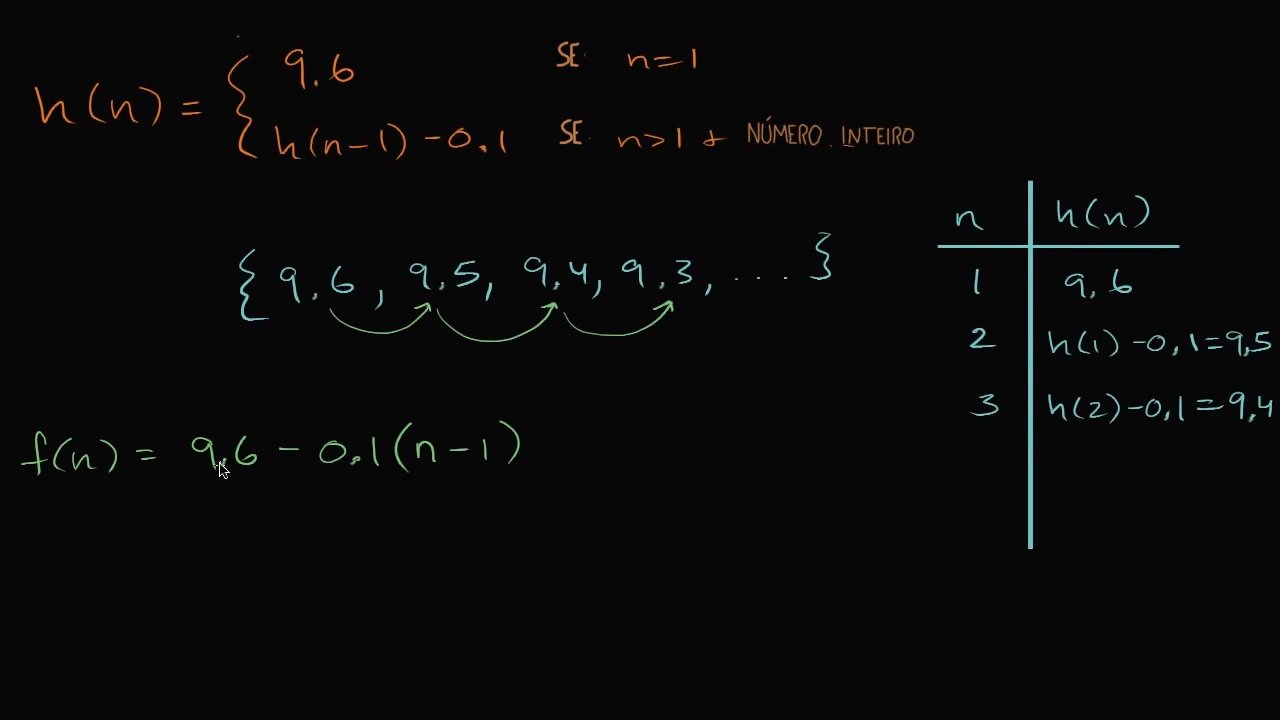 h(n) = { 9.6 SE n=1
h(n-1) -0.1 SE n>1 & NÚMERO INTEIRO
{ 9.6, 9.5, 9.4, 9.3, ... }
f(n) = 9.6 - 0.1(n-1)
n h(n)
1 9,6
2 h(1) -0,1=9,5
3 h(2)-0,1=9,4